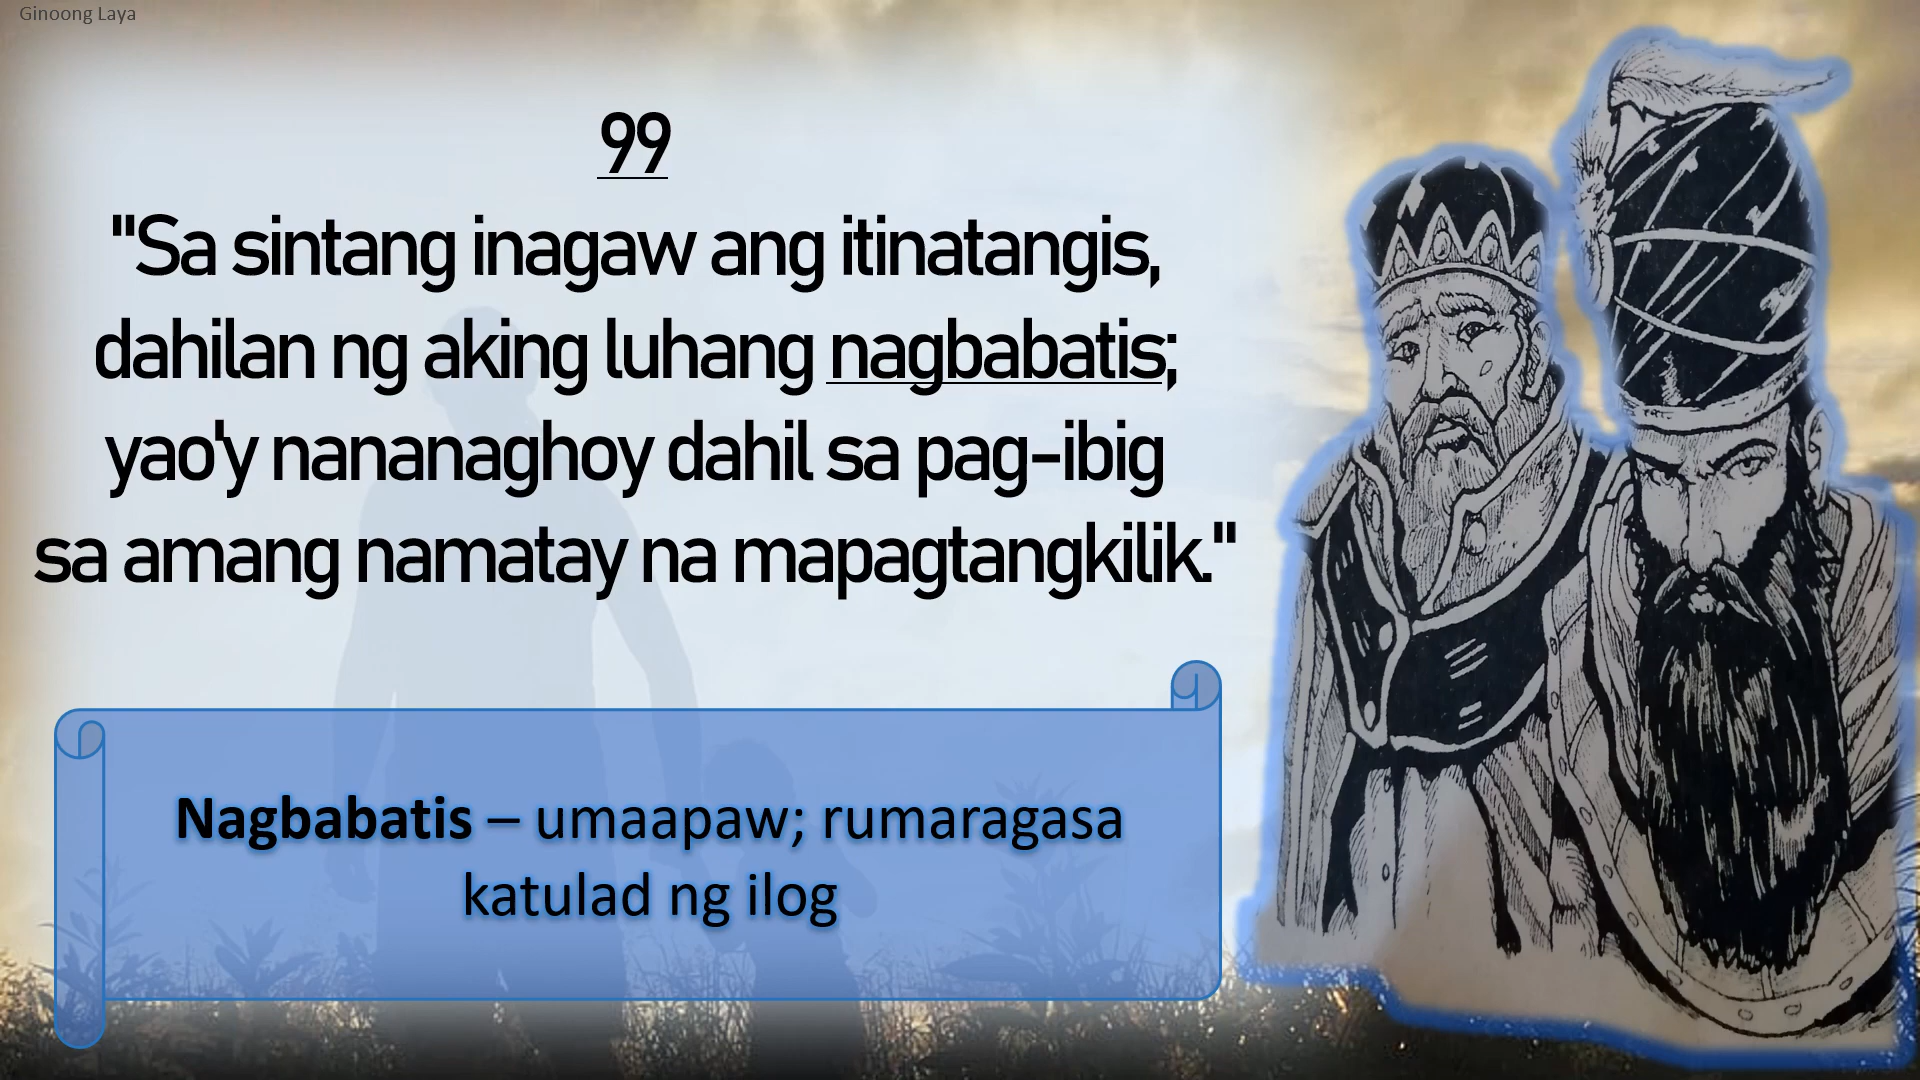 Ginoong Laya
99
"Sa sintang inagaw ang itinatangis,
dahilan ng aking luhang nagbabatis;
yao'y nananaghoy dahil sa pag-ibig
sa amang namatay na mapagtangkilik."
Nagbabatis – umaapaw; rumaragasa
katulad ng ilog